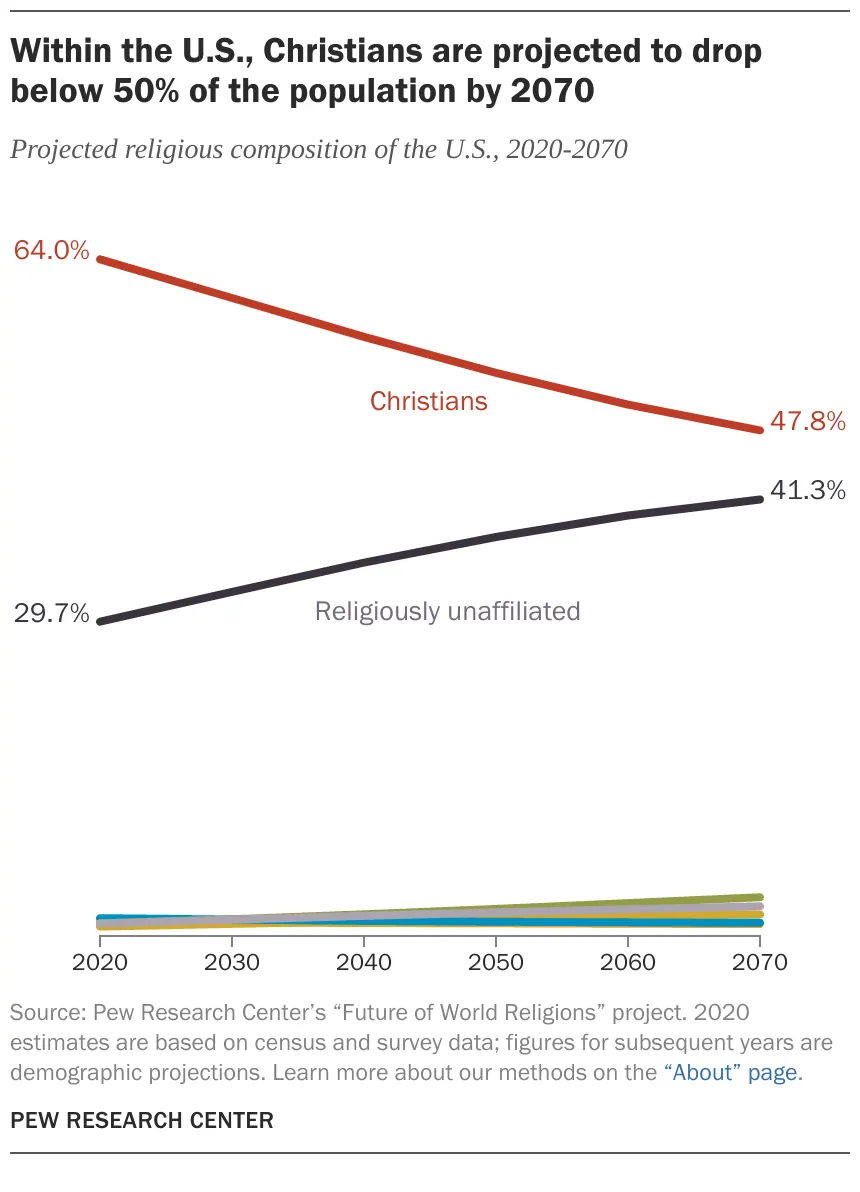 Within the U.S., Christians are projected to drop
below 50% of the population by 2070
Projected religious composition of the U.S., 2020-2070
64.0%
Christians
47.8%
41.3%
29.7%
Religiously unaffiliated
2020 2030 2040 2050 2060 2070
Source: Pew Research Center’s “Future of World Religions” project. 2020
estimates are based on census and survey data; figures for subsequent years are
demographic projections. Learn more about our methods on the “About” page.
PEW RESEARCH CENTER